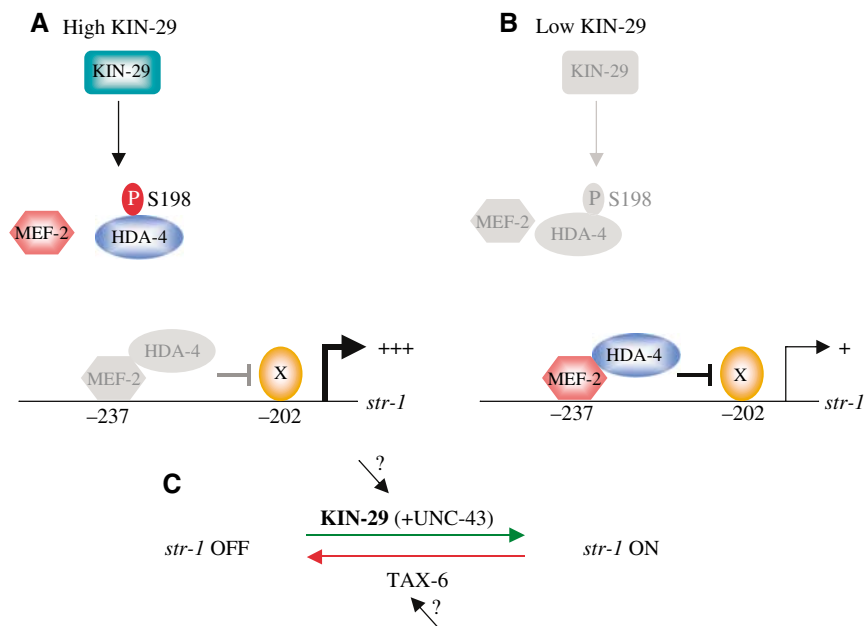 A High KIN-29
KIN-29
P S198
MEF-2 HDA-4
HDA-4
MEF-2 X +++
–237 –202 str-1
B Low KIN-29
KIN-29
P S198
MEF-2 HDA-4
HDA-4
MEF-2 X +
–237 –202 str-1
C ?
KIN-29 (+UNC-43)
str-1 OFF str-1 ON
TAX-6
?